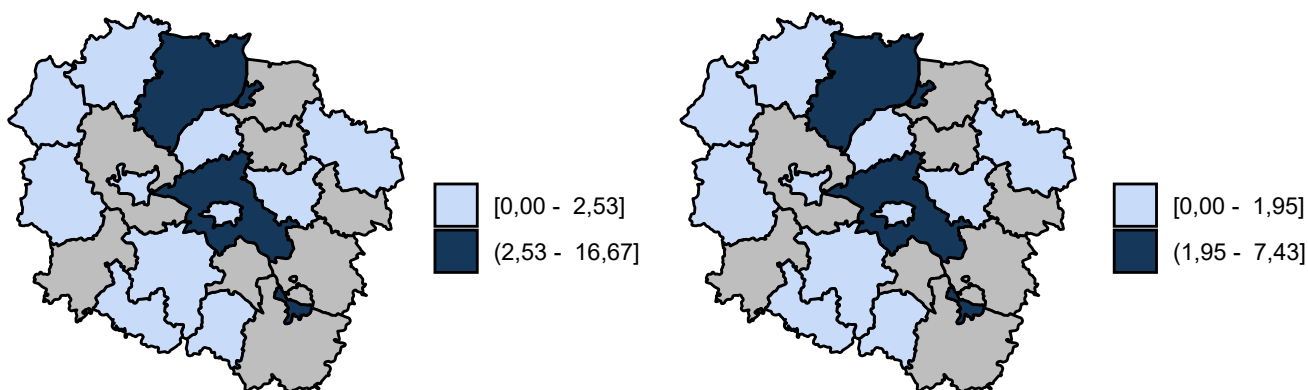 [0,00 - 2,53]
(2,53 - 16,67]
[0,00 - 1,95]
(1,95 - 7,43]